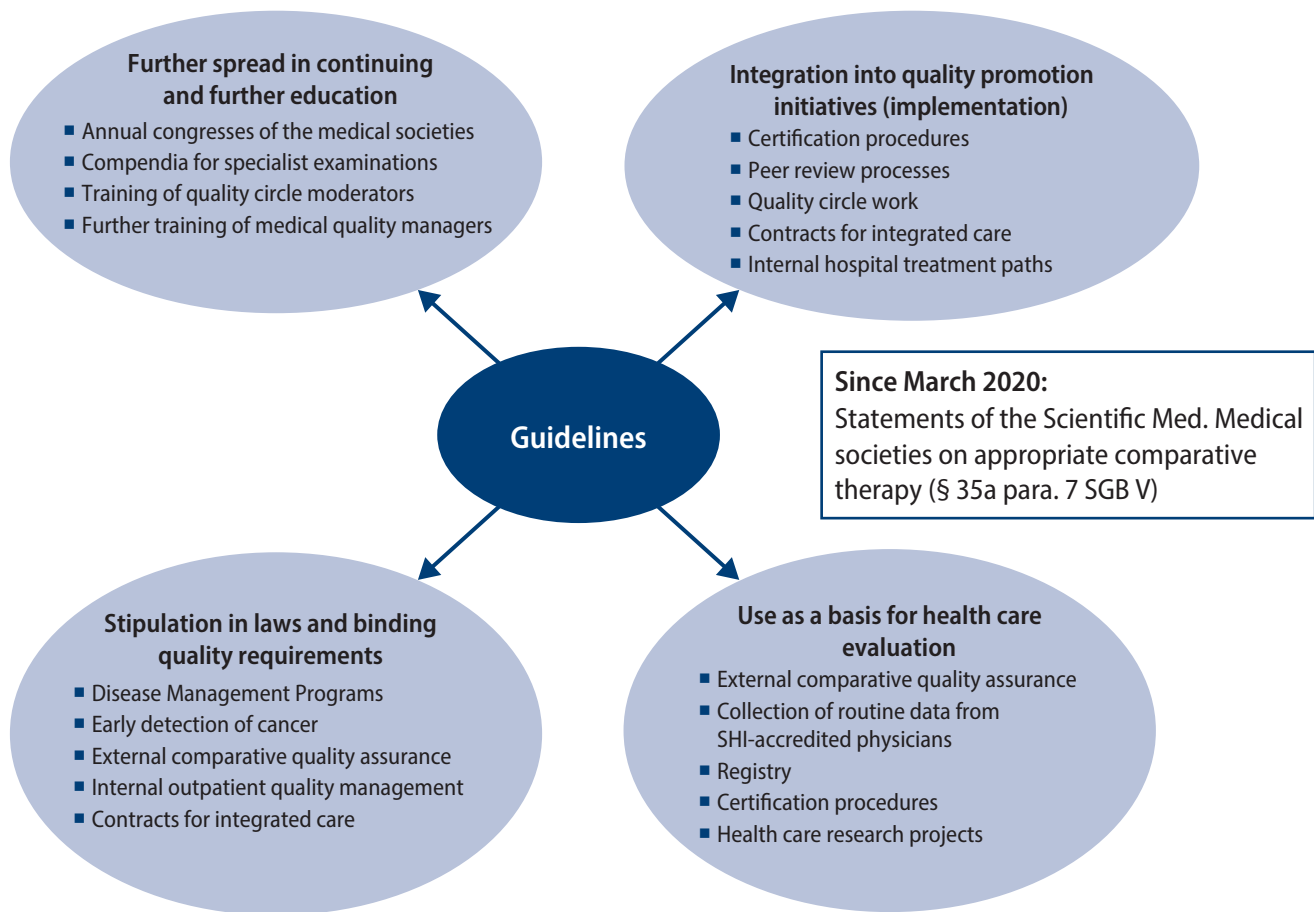 Further spread in continuing
and further education
■ Annual congresses of the medical societies
■ Compendia for specialist examinations
■ Training of quality circle moderators
■ Further training of medical quality managers
Integration into quality promotion
initiatives (implementation)
■ Certification procedures
■ Peer review processes
■ Quality circle work
■ Contracts for integrated care
■ Internal hospital treatment paths
Guidelines
Since March 2020:
Statements of the Scientific Med. Medical
societies on appropriate comparative
therapy (§ 35a para. 7 SGB V)
Stipulation in laws and binding
quality requirements
■ Disease Management Programs
■ Early detection of cancer
■ External comparative quality assurance
■ Internal outpatient quality management
■ Contracts for integrated care
Use as a basis for health care
evaluation
■ External comparative quality assurance
■ Collection of routine data from
SHI-accredited physicians
■ Registry
■ Certification procedures
■ Health care research projects